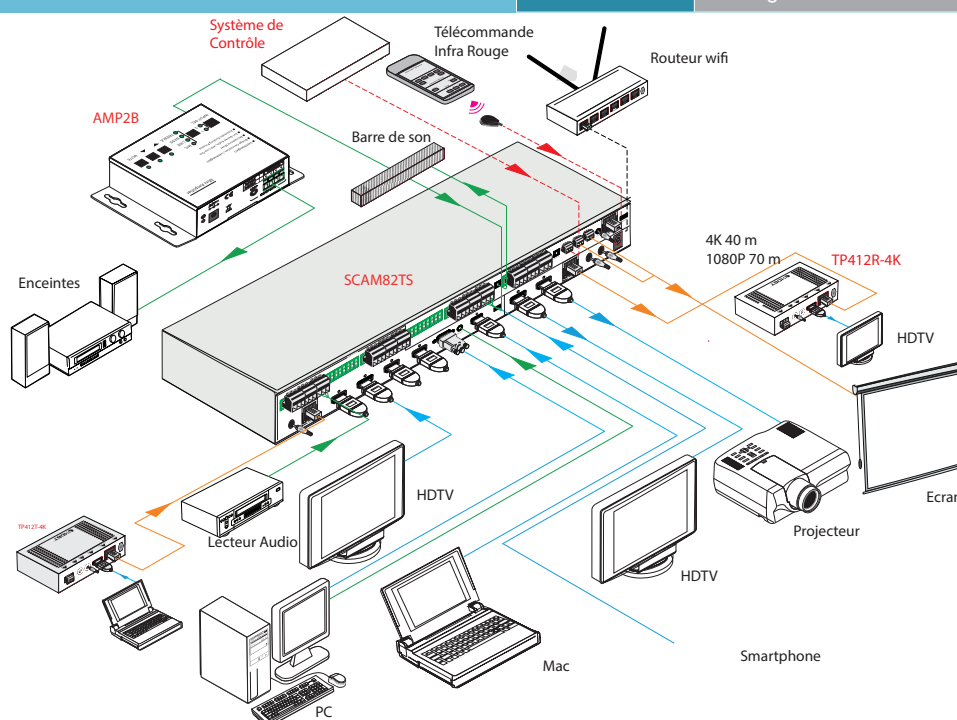 Système de
Contrôle
Télécommande
Infra Rouge
Routeur wifi
AMP2B
Barre de son
4K 40 m
1080P 70 m
TP412R-4K
SCAM82TS
Enceintes
HDTV
HDTV
Ecran
Projecteur
TP412T-4K
Lecteur Audio
HDTV
Smartphone
Mac
PC